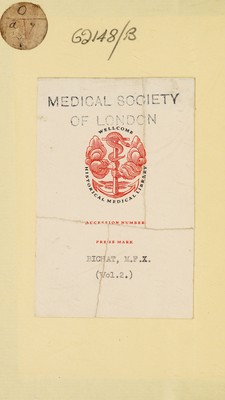 62148/B
MEDICAL SOCIETY
OF LONDON
WELLCOME
HISTORICAL MEDICAL LIBRARY
ACCESSION NUMBER
PRESS MARK
BICHAT, M.F.X.
(Vol.2.)